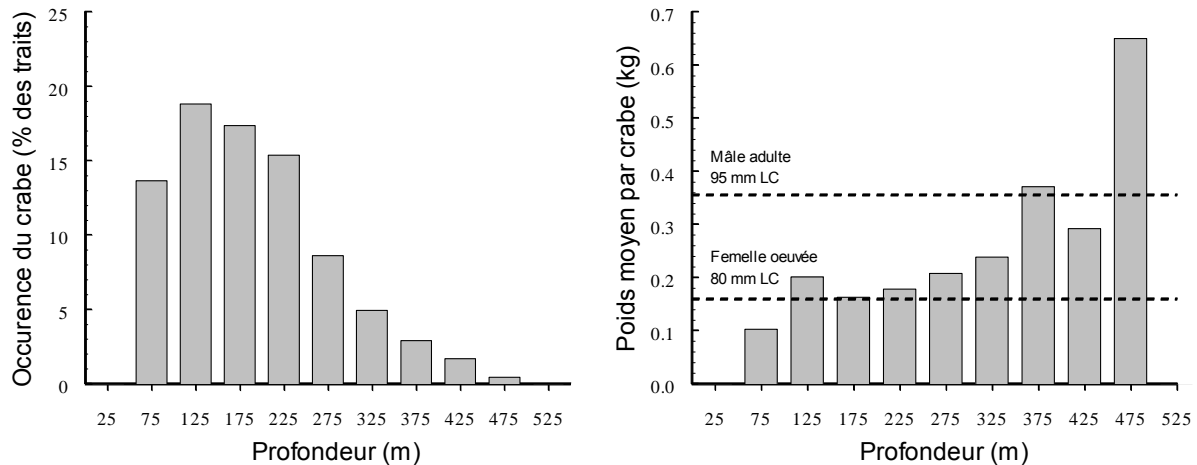 Occurence du crabe (% des traits)
25
20
15
10
5
0
25 75 125 175 225 275 325 375 425 475 525
Profondeur (m)
Poids moyen par crabe (kg)
0.7
0.6
0.5
0.4
0.3
0.2
0.1
0.0
Mâle adulte
95 mm LC
Femelle oeuvée
80 mm LC
25 75 125 175 225 275 325 375 425 475 525
Profondeur (m)